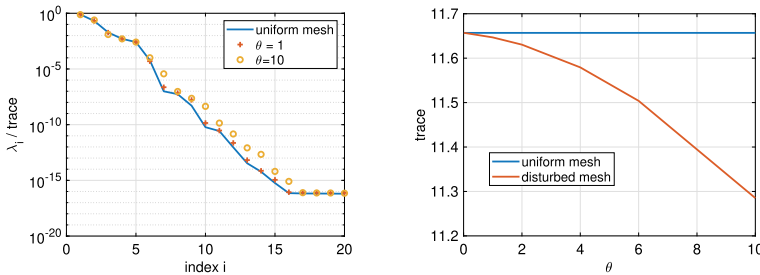 10^0
10^-5
10^-10
10^-15
10^-20
λ_i / trace
0
5
10
15
20
index i
uniform mesh
θ = 1
θ=10
11.7
11.6
11.5
11.4
11.3
11.2
trace
0
2
4
6
8
10
θ
uniform mesh
disturbed mesh